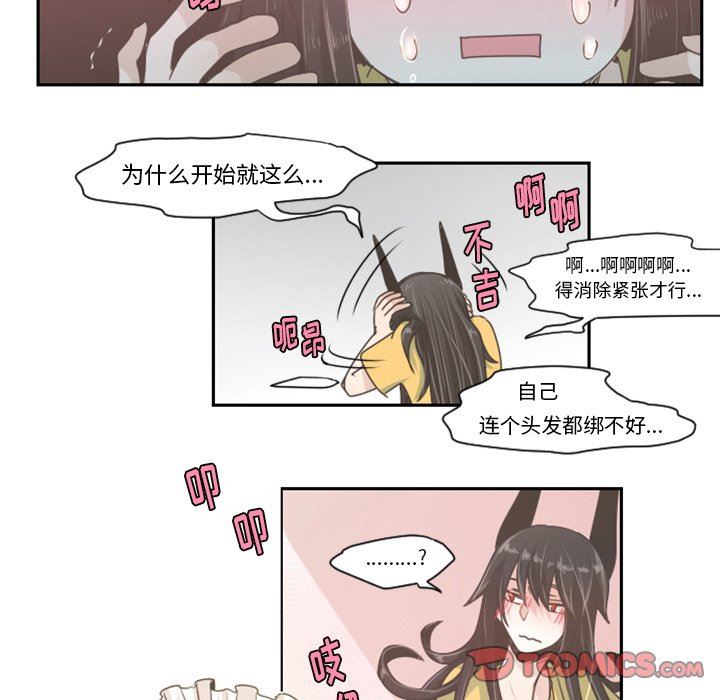 为什么开始就这么...
啊啊
不吉
啊...啊啊啊啊...
得消除紧张才行...
呃昂
自己
连个头发都绑不好...
叩叩
.........?
吱
TOOMICS.COM